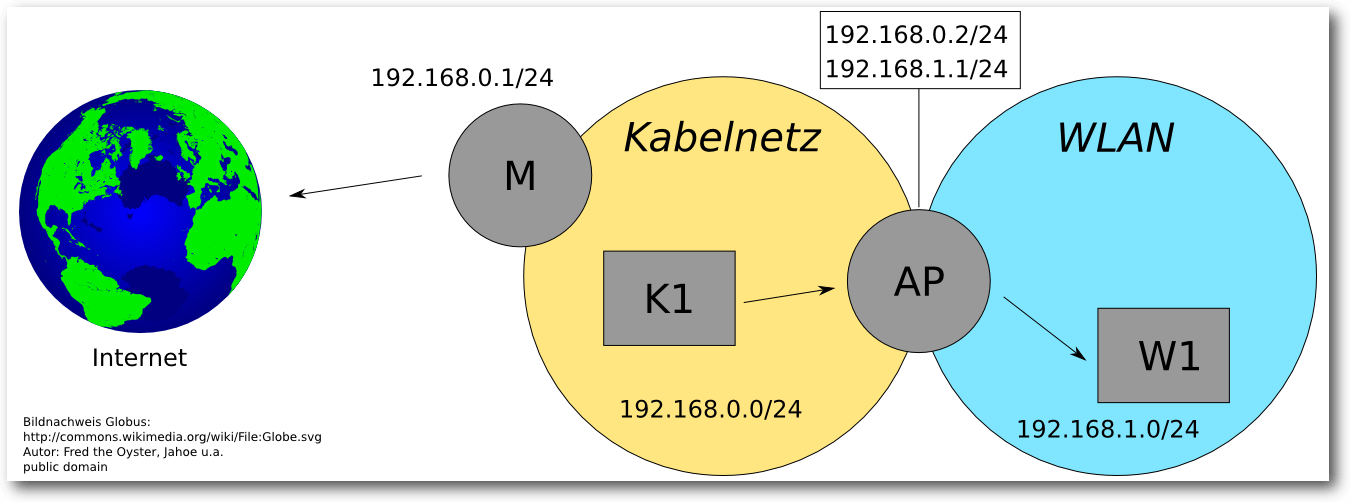 192.168.0.2/24
192.168.1.1/24
192.168.0.1/24
Kabelnetz
WLAN
M
AP
K1
W1
Internet
192.168.0.0/24
192.168.1.0/24
Bildnachweis Globus:
http://commons.wikimedia.org/wiki/File:Globe.svg
Autor: Fred the Oyster, Jahoe u.a.
public domain